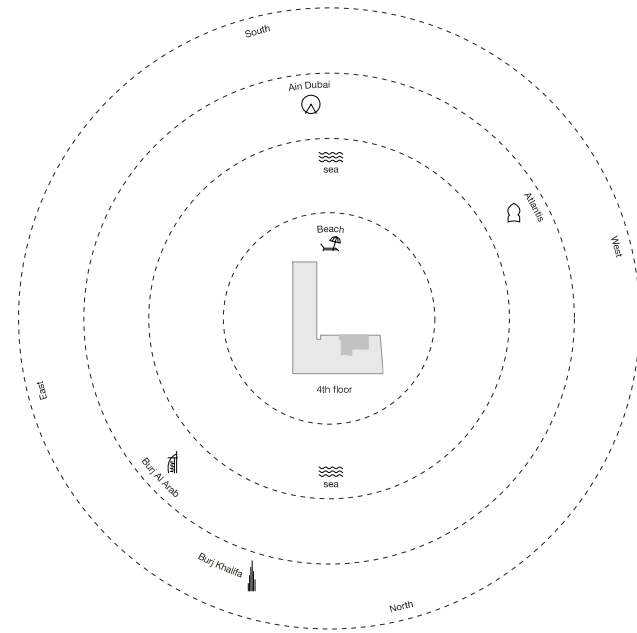 South
Ain Dubai
sea
Atlantis
Beach
West
East
4th floor
Burj Al Arab
sea
Burj Khalifa
North